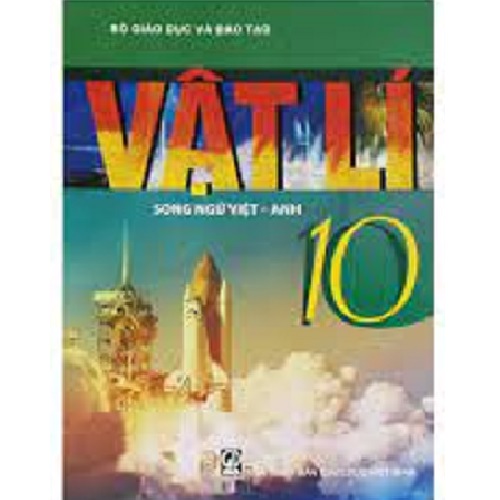 BỘ GIÁO DỤC VÀ ĐÀO TẠO
VẬT LÍ
SONG NGỮ VIỆT - ANH
10